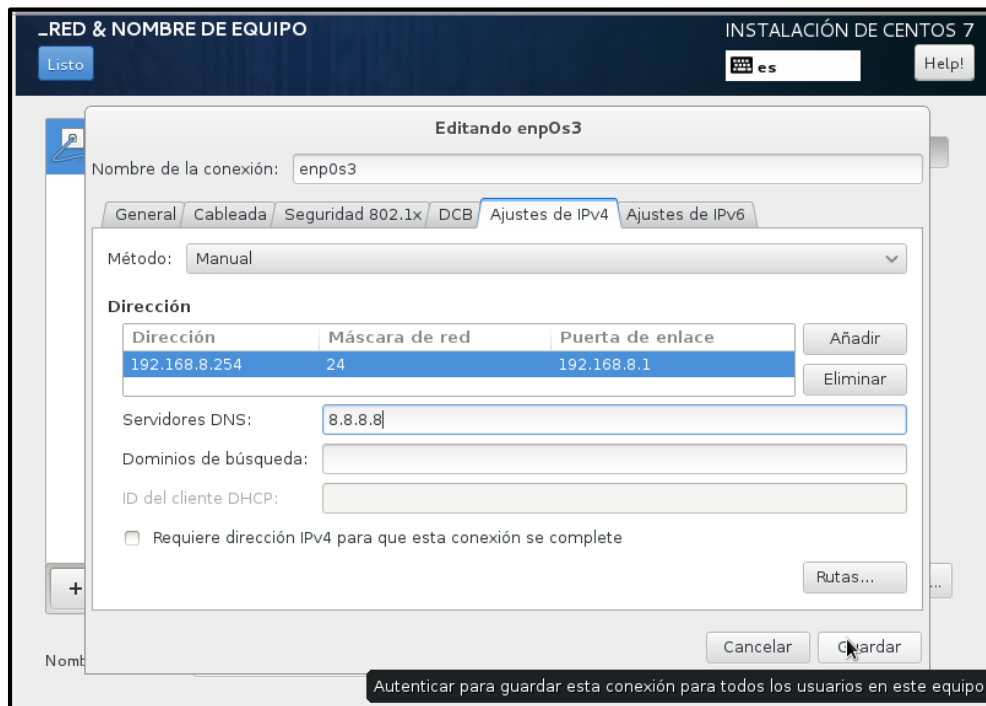 _RED & NOMBRE DE EQUIPO
INSTALACIÓN DE CENTOS 7
Listo
es
Help!
Editando enp0s3
Nombre de la conexión: enp0s3
General Cableada Seguridad 802.1x DCB Ajustes de IPv4 Ajustes de IPv6
Método: Manual
Dirección
Dirección Máscara de red Puerta de enlace
192.168.8.254 24 192.168.8.1
Añadir
Eliminar
Servidores DNS: 8.8.8.8
Dominios de búsqueda:
ID del cliente DHCP:
Requiere dirección IPv4 para que esta conexión se complete
Rutas...
+
...
Cancelar Guardar
Nomb
Autenticar para guardar esta conexión para todos los usuarios en este equipo